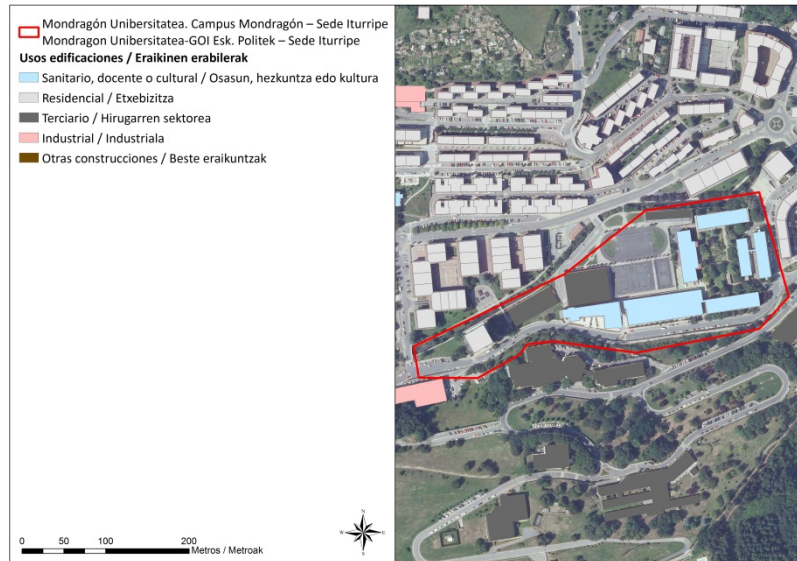 Mondragón Unibersitatea. Campus Mondragón – Sede Iturripe
Mondragon Unibersitatea-GOI Esk. Politek – Sede Iturripe
Usos edificaciones / Eraikinen erabilerak
Sanitario, docente o cultural / Osasun, hezkuntza edo kultura
Residencial / Etxebizitza
Terciario / Hirugarren sektorea
Industrial / Industriala
Otras construcciones / Beste eraikuntzak
N
W E
S
0 50 100 200
Metros / Metroak